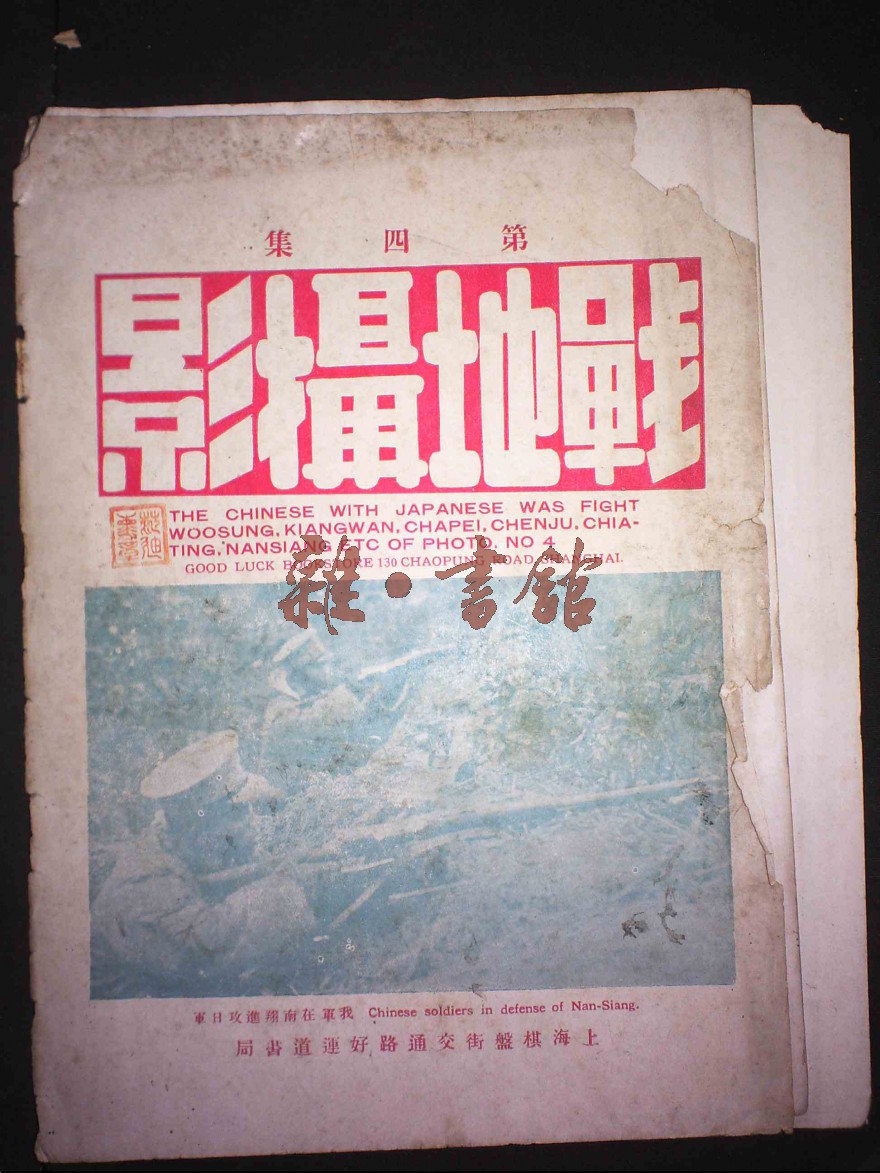 第四集
戰地攝影
THE CHINESE WITH JAPANESE WAS FIGHT
WOOSUNG, KIANGWAN, CHAPEI, CHENJU, CHIA-
TING, NANSIANG ETC OF PHOTO, NO 4
GOOD LUCK BOOKSTORE 130 CHAOPUNG ROAD SHANGHAI.
雜·書館
我軍在南翔進攻日軍 Chinese soldiers in defense of Nan-Siang.
上海棋盤街交通路好運道書局